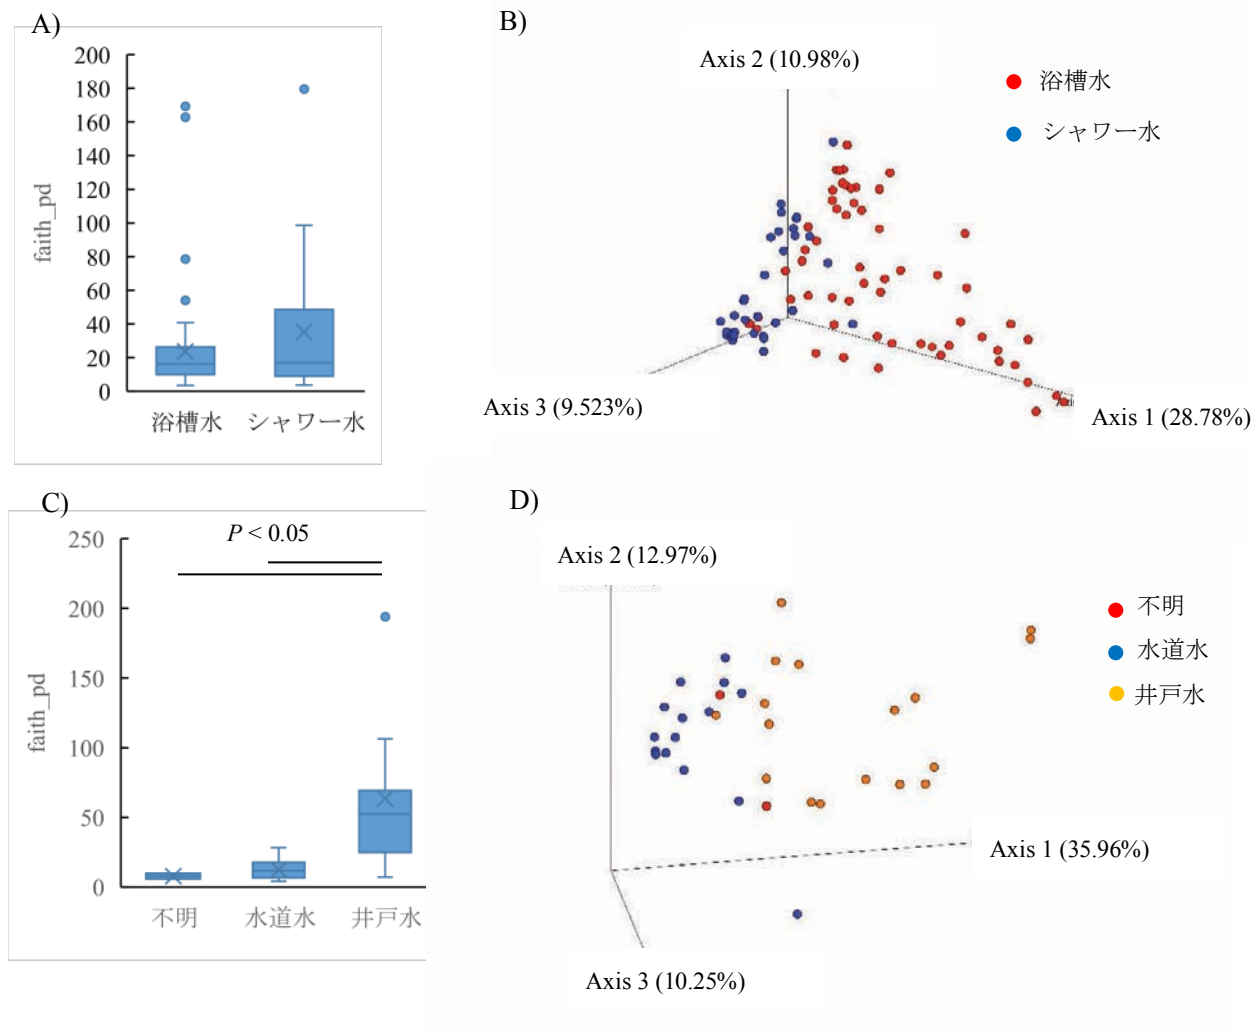 A)
200
180
160
140
120
100
80
60
40
20
0
faith_pd
浴槽水 シャワー水
B)
Axis 2 (10.98%)
浴槽水
シャワー水
Axis 3 (9.523%)
Axis 1 (28.78%)
C)
P < 0.05
250
200
150
100
50
0
faith_pd
不明 水道水 井戸水
D)
Axis 2 (12.97%)
不明
水道水
井戸水
Axis 1 (35.96%)
Axis 3 (10.25%)